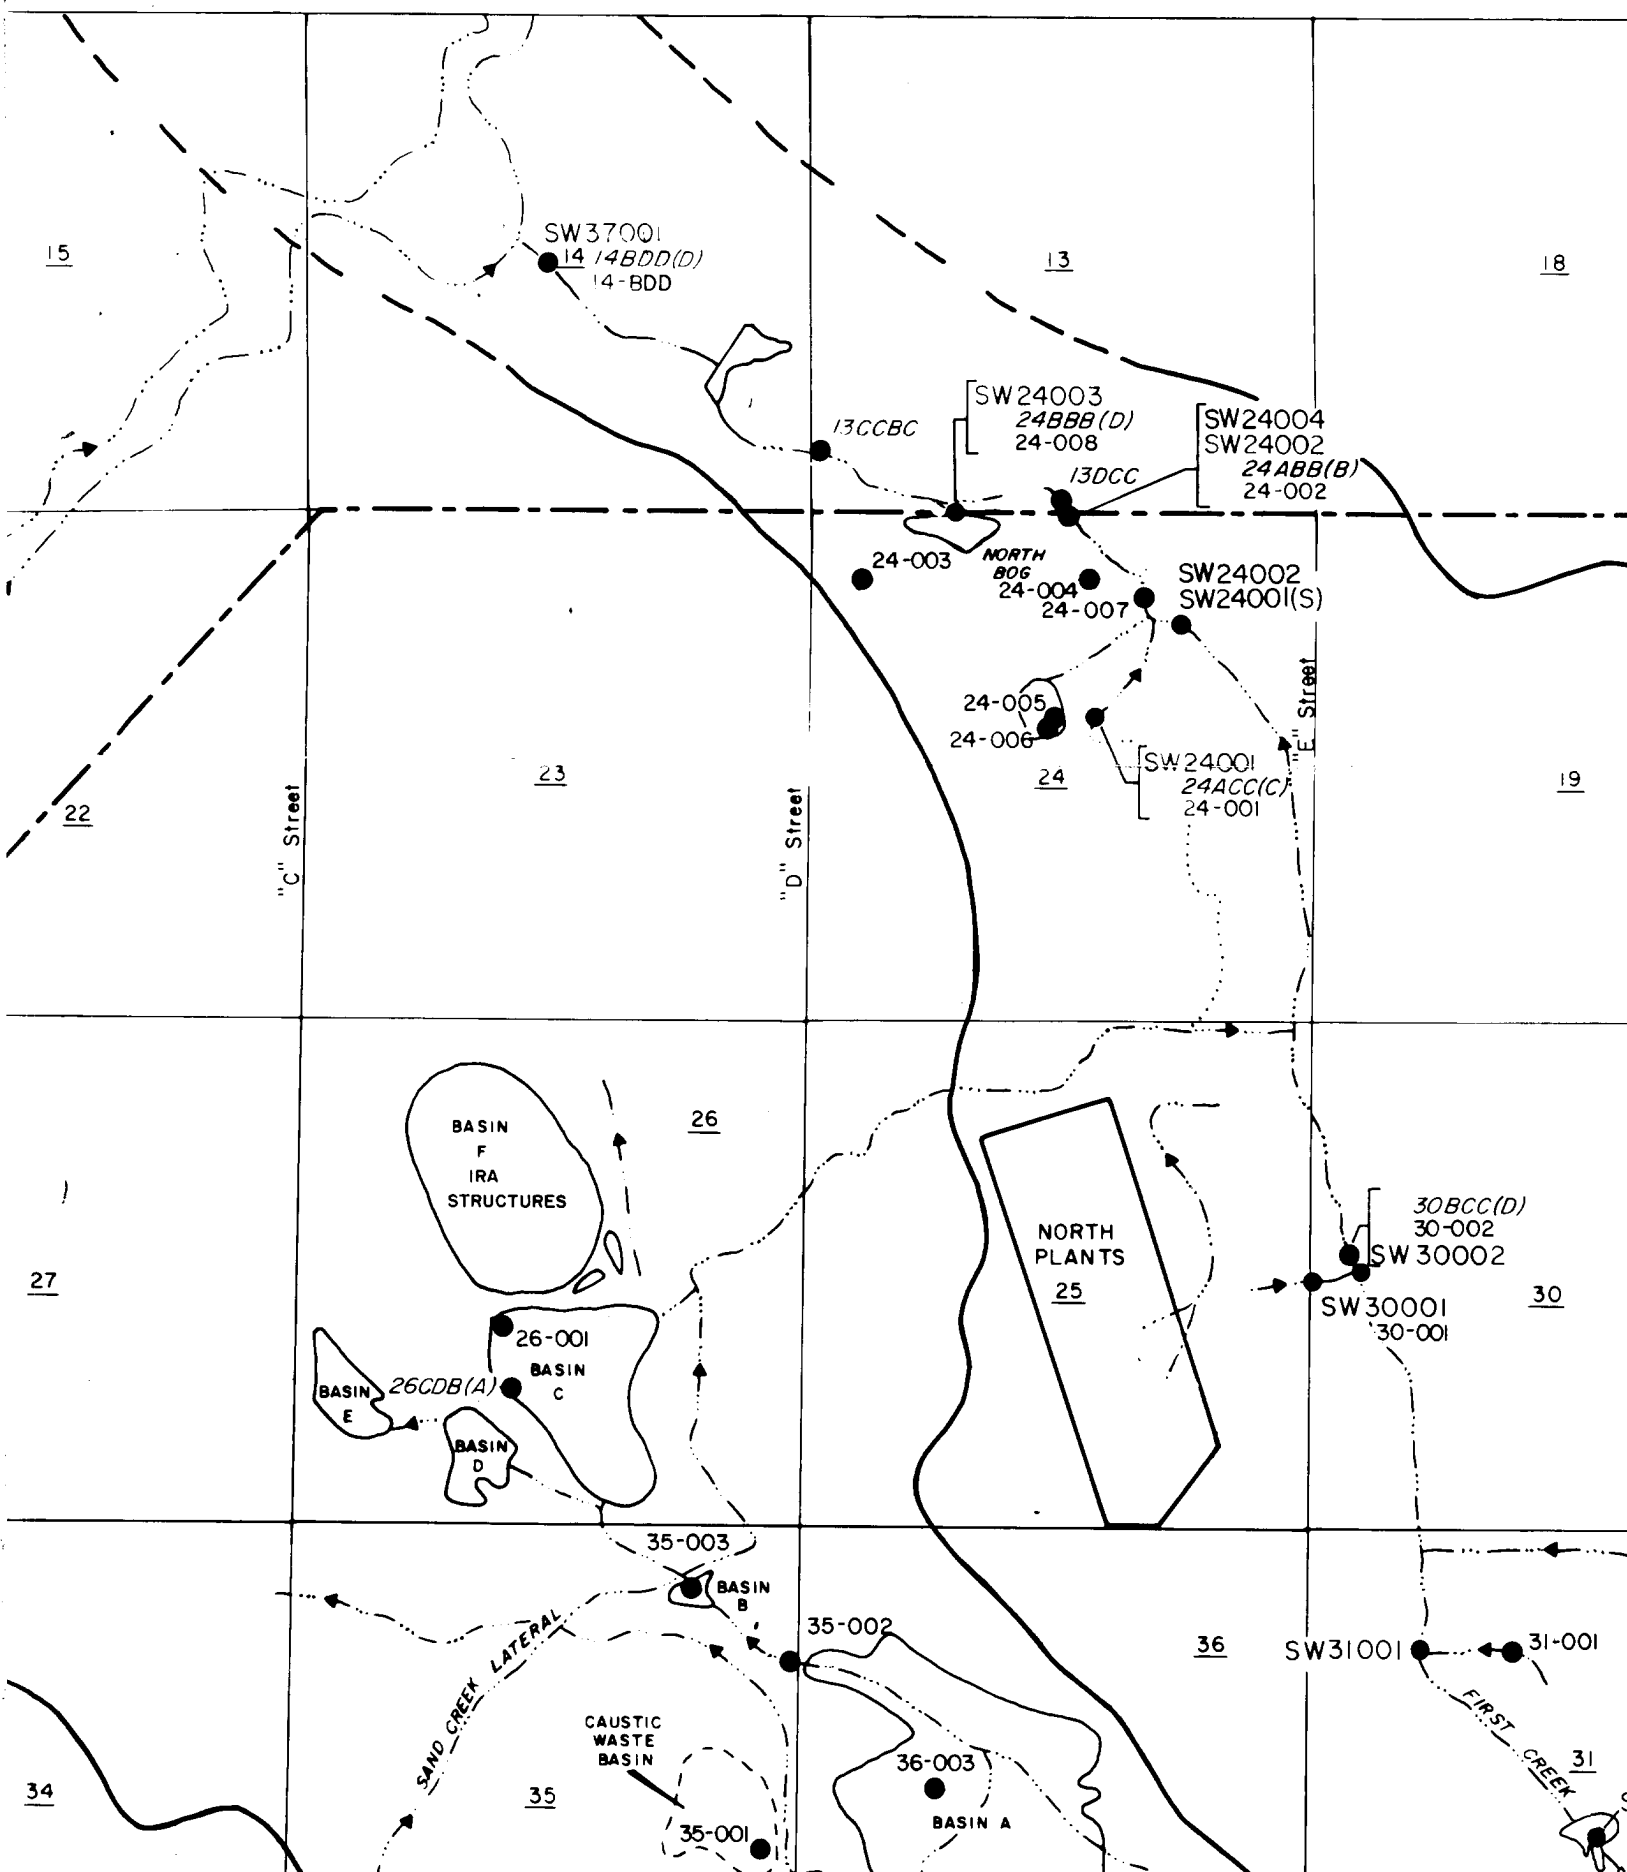 15
SW37001
14 14BDD(D)
14-BDD
13
18
SW24003
24BBB(D)
24-008
SW24004
SW24002
24ABB(B)
24-002
13CCBC
13DCC
24-003
NORTH
BOG
24-004
24-007
SW24002
SW24001(S)
24-005
24-006
"E" Street
SW24001
24ACC(C)
24-001
22
23
24
19
"C" Street
"D" Street
BASIN
F
IRA
STRUCTURES
26
27
NORTH
PLANTS
25
30BCC(D)
30-002
SW30002
SW30001
30-001
30
26-001
BASIN
C
26CDB(A)
BASIN
E
BASIN
D
35-003
BASIN
B
35-002
36
SW31001
31-001
SAND CREEK LATERAL
FIRST CREEK
CAUSTIC
WASTE
BASIN
36-003
BASIN A
31
34
35
35-001